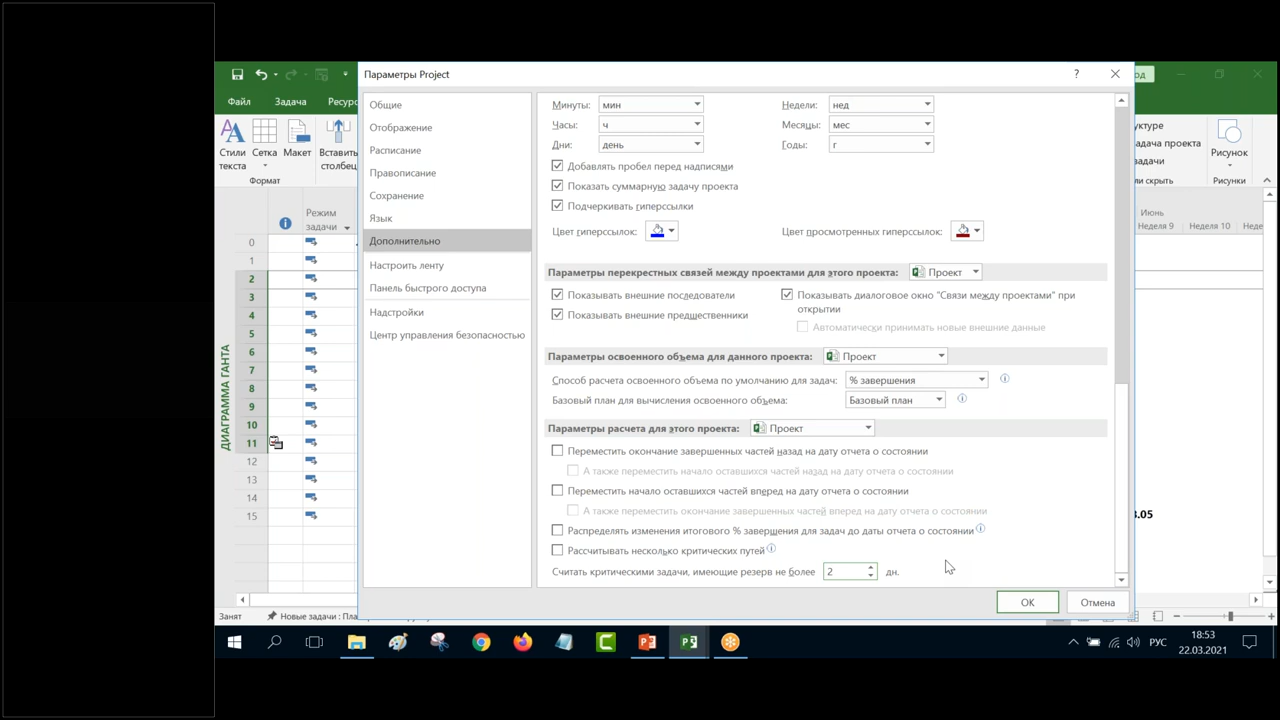 Параметры Project
?
од
Файл
Задача
Ресурс
Общие
Отображение
Расписание
Правописание
Сохранение
Язык
Дополнительно
Настроить ленту
Панель быстрого доступа
Надстройки
Центр управления безопасностью
Минуты: мин
Недели: нед
Часы: ч
Месяцы: мес
Дни: день
Годы: г
Добавлять пробел перед надписями
Показать суммарную задачу проекта
Подчеркивать гиперссылки
Цвет гиперссылок:
Цвет просмотренных гиперссылок:
Параметры перекрестных связей между проектами для этого проекта: Проект
Показывать внешние последователи
Показывать диалоговое окно "Связи между проектами" при
открытии
Показывать внешние предшественники
Автоматически принимать новые внешние данные
Параметры освоенного объема для данного проекта: Проект
Способ расчета освоенного объема по умолчанию для задач: % завершения
Базовый план для вычисления освоенного объема: Базовый план
Параметры расчета для этого проекта: Проект
Переместить окончание завершенных частей назад на дату отчета о состоянии
А также переместить начало оставшихся частей назад на дату отчета о состоянии
Переместить начало оставшихся частей вперед на дату отчета о состоянии
А также переместить окончание завершенных частей вперед на дату отчета о состоянии
Распределять изменения итогового % завершения для задач до даты отчета о состоянии
Рассчитывать несколько критических путей
Считать критическими задачи, имеющие резерв не более 2 дн.
ОК
Отмена
Стили
текста
Сетка
Макет
Вставить
столбец
Формат
уктуре
адача проекта
задачи
ли скрыть
Рисунок
Рисунки
Режим
задачи
Июнь
Неделя 9
Неделя 10
Неде
ДИАГРАММА ГАНТА
0
1
2
3
4
5
6
7
8
9
10
11
12
13
14
15
.05
Занят
Новые задачи : Пла
РУС
18:53
22.03.2021